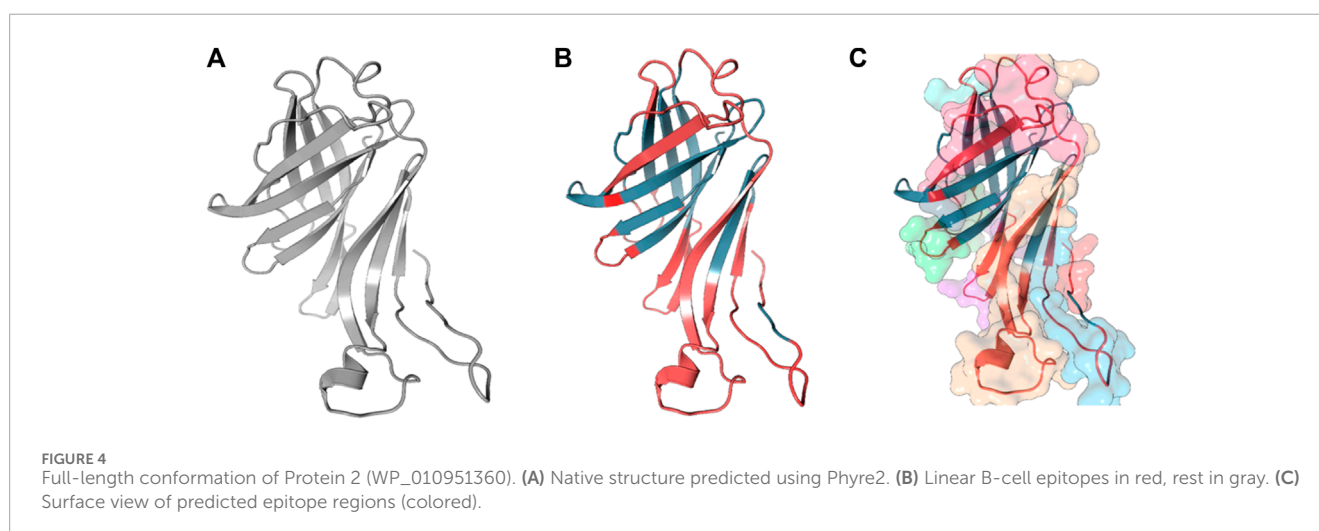 A B C
FIGURE 4
Full-length conformation of Protein 2 (WP_010951360). (A) Native structure predicted using Phyre2. (B) Linear B-cell epitopes in red, rest in gray. (C)
Surface view of predicted epitope regions (colored).